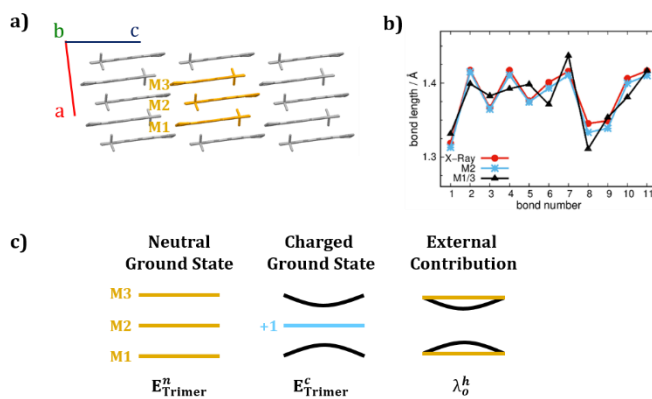 a)
b
c
a
M3
M2
M1
b)
bond length / Å
1.4
1.3
X-Ray
M2
M1/3
1 2 3 4 5 6 7 8 9 10 11
bond number
c)
Neutral
Ground State
Charged
Ground State
External
Contribution
M3
M2
+1
M1
E^n_Trimer
E^c_Trimer
λ^h_o